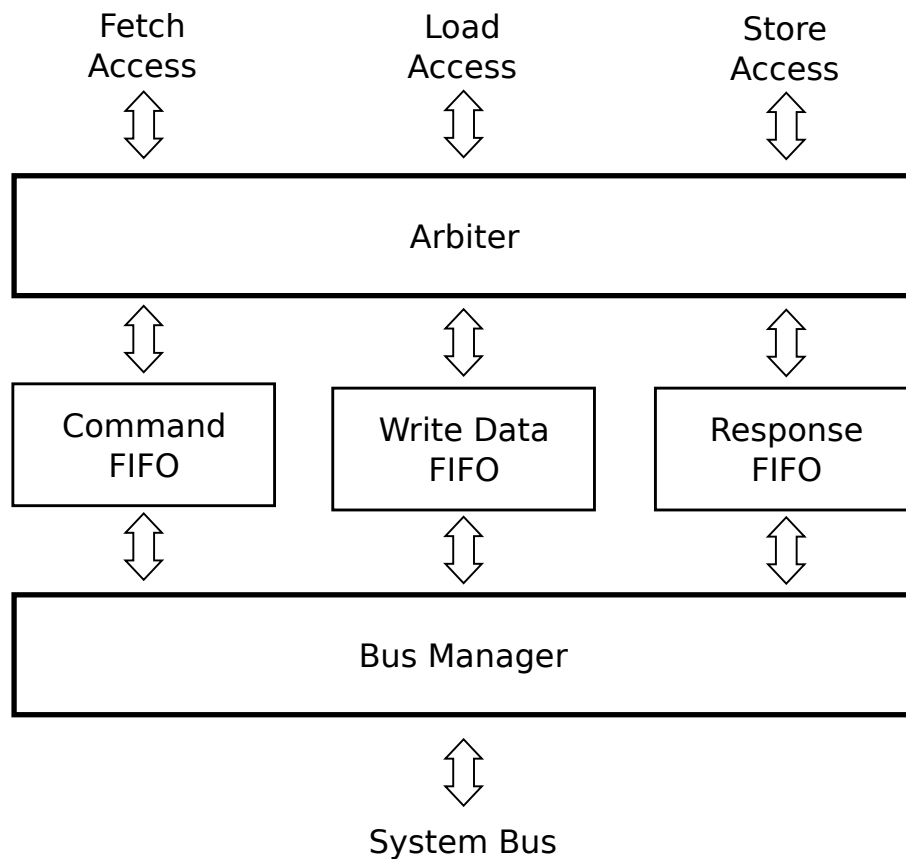 Fetch
Access
Load
Access
Store
Access
Arbiter
Command
FIFO
Write Data
FIFO
Response
FIFO
Bus Manager
System Bus